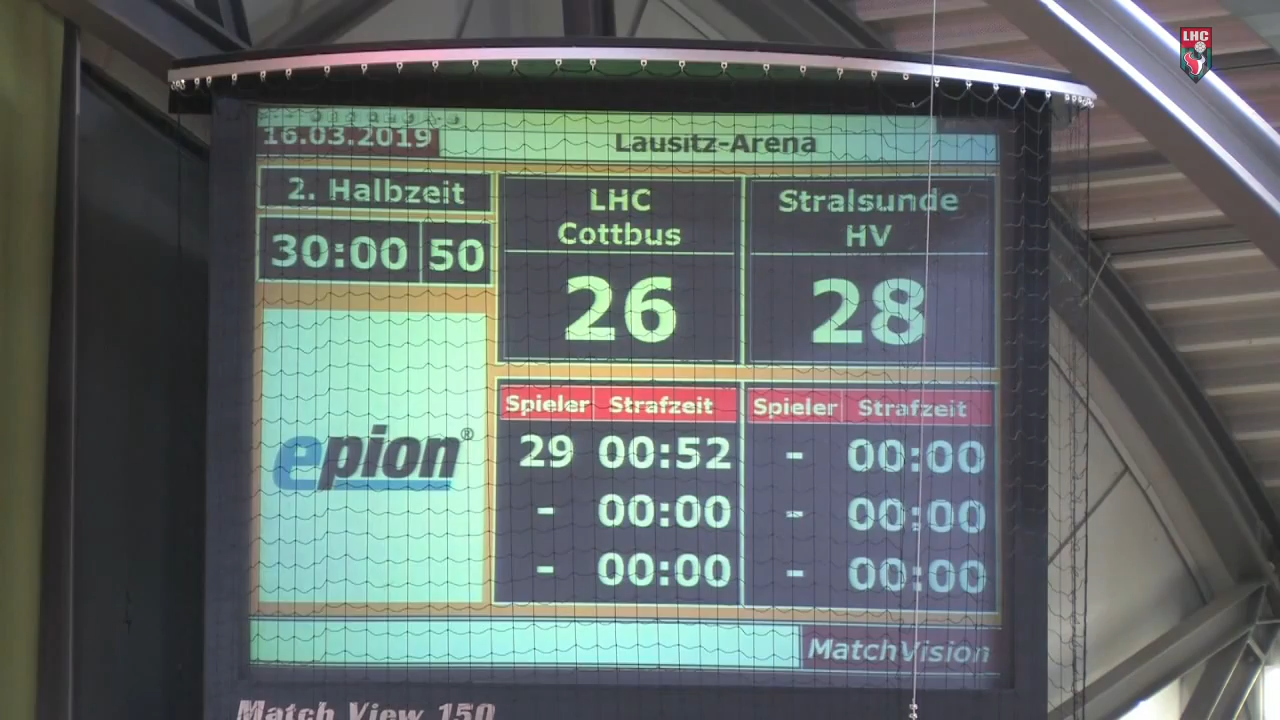 LHC
16.03.2019
Lausitz-Arena
2. Halbzeit
30:00 50
LHC
Cottbus
26
Stralsunde
HV
28
epion®
Spieler Strafzeit
29 00:52
- 00:00
- 00:00
Spieler Strafzeit
- 00:00
- 00:00
- 00:00
MatchVision
Match View 150